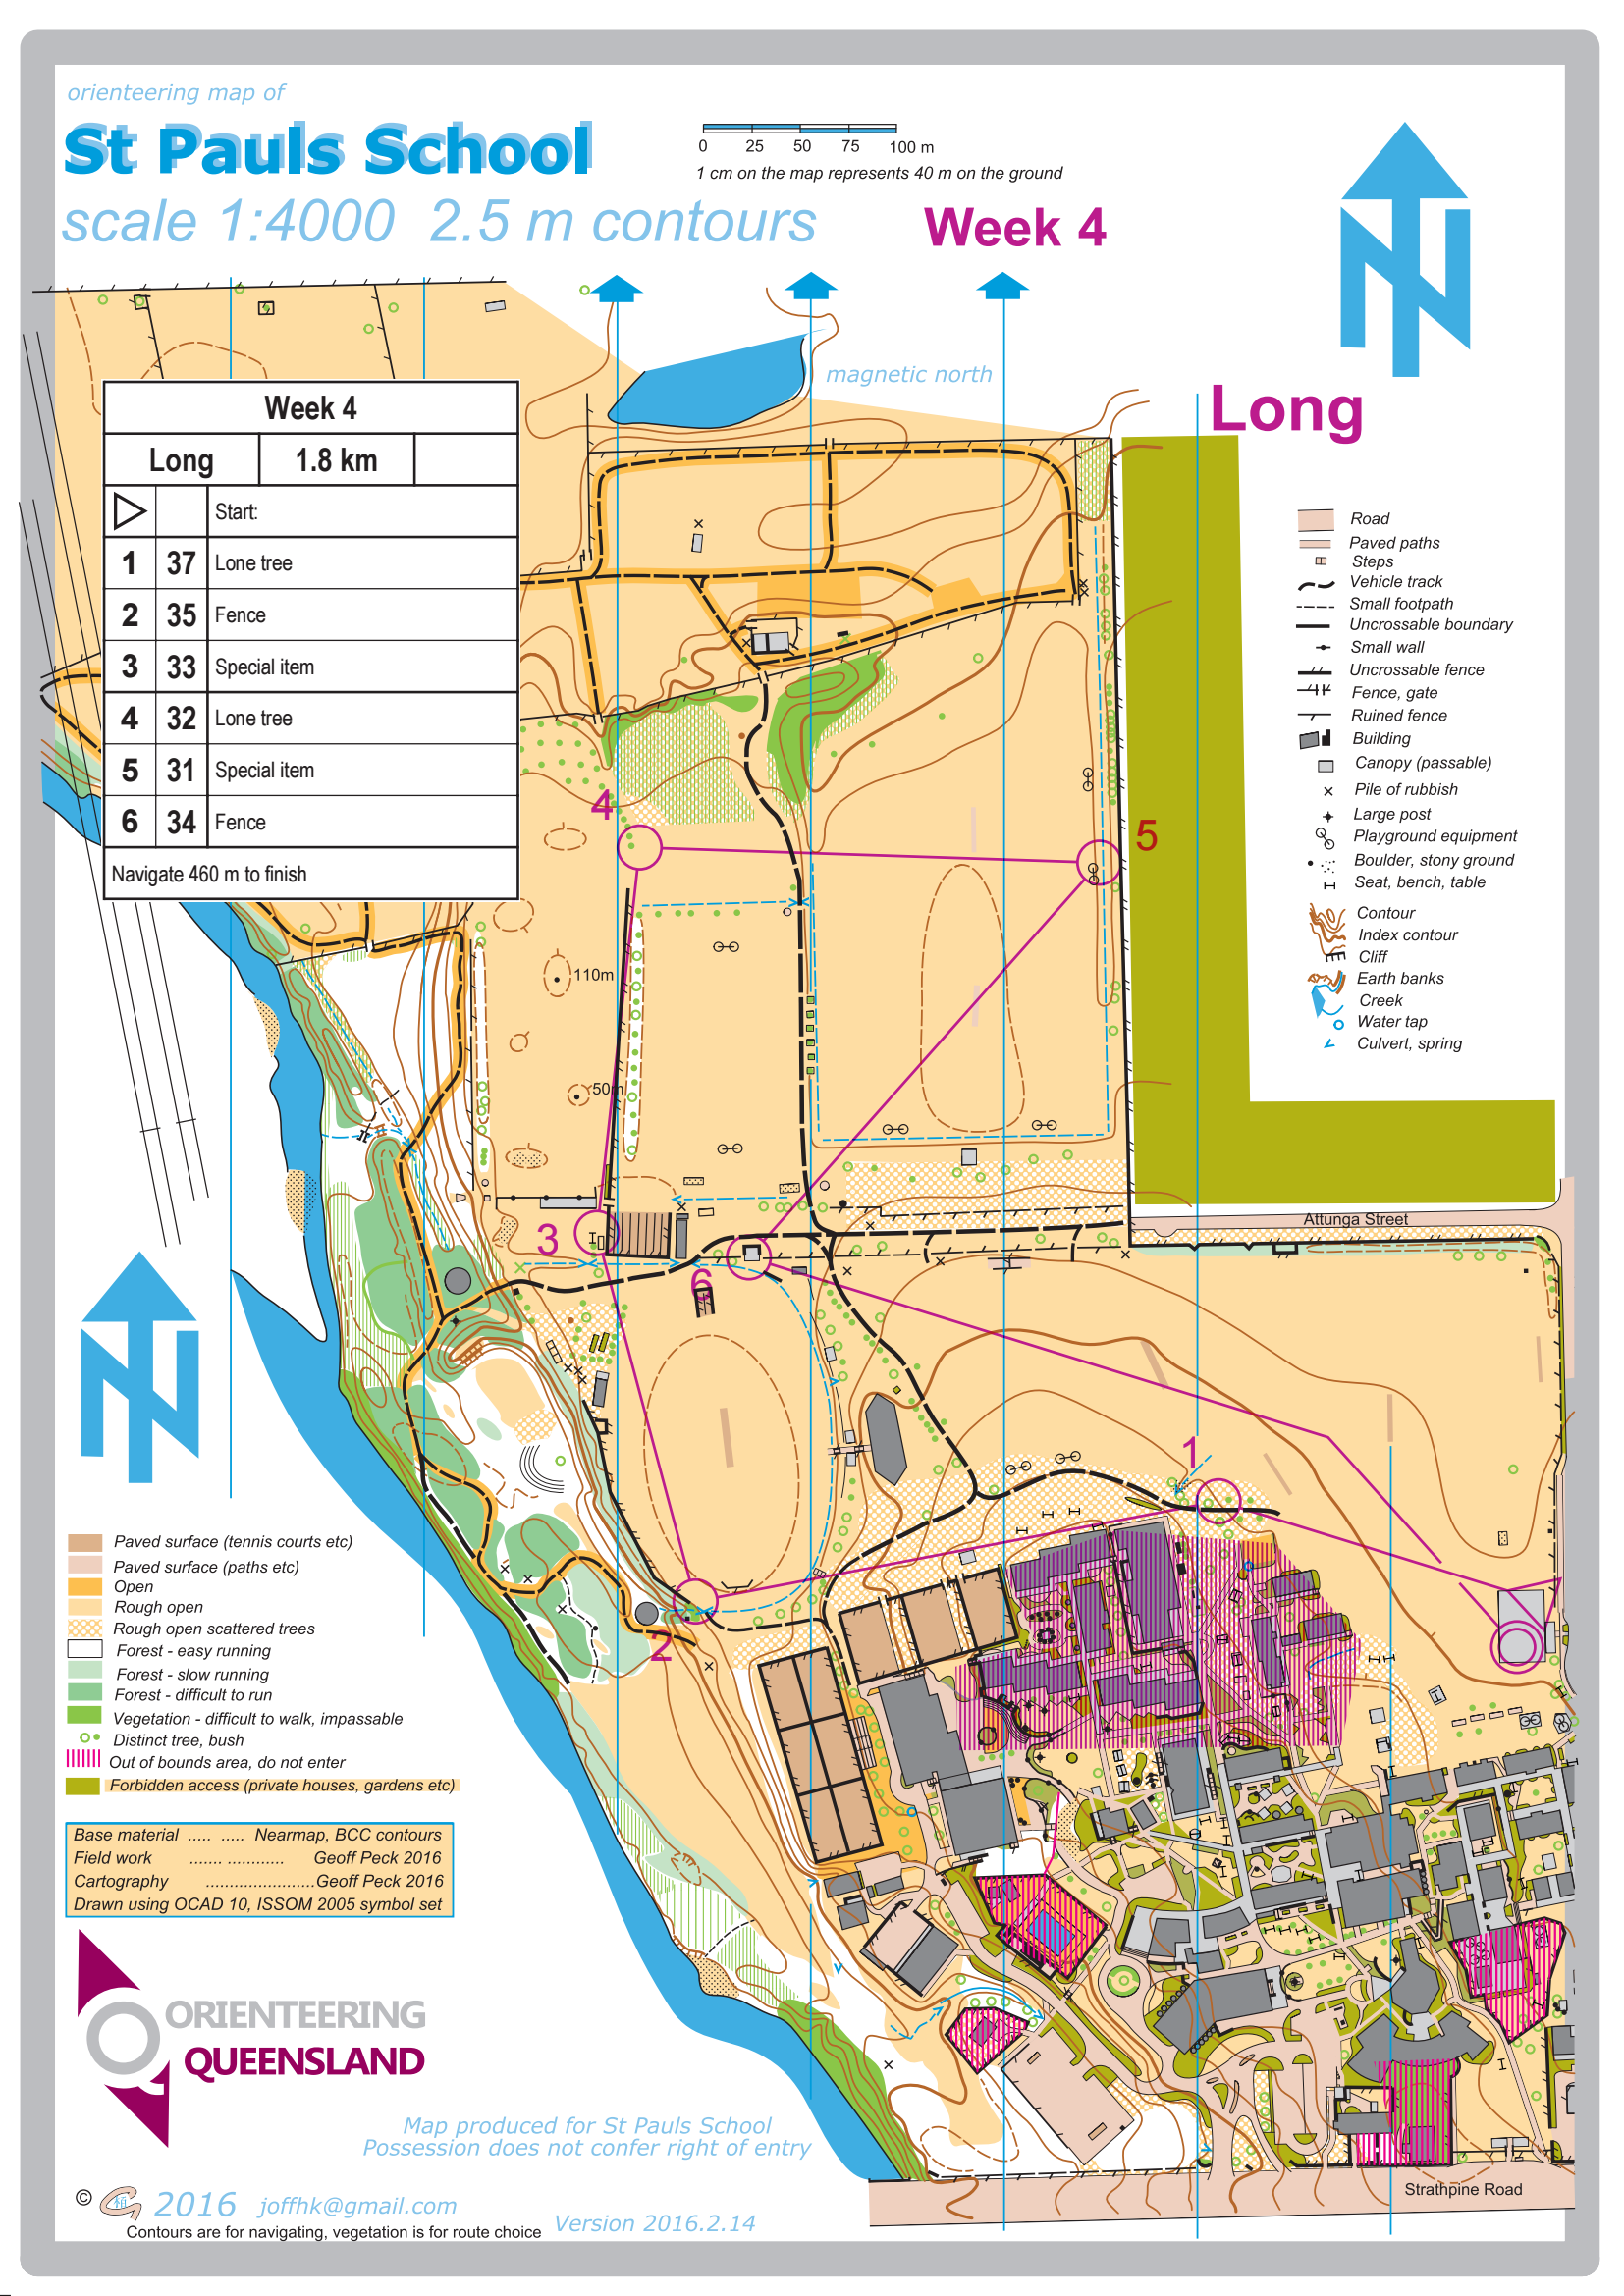 orienteering map of
St Pauls School
scale 1:4000 2.5 m contours
0 25 50 75 100 m
1 cm on the map represents 40 m on the ground
Week 4
magnetic north
Long
Week 4
Long 1.8 km
Start:
1 37 Lone tree
2 35 Fence
3 33 Special item
4 32 Lone tree
5 31 Special item
6 34 Fence
Navigate 460 m to finish
Road
Paved paths
Steps
Vehicle track
Small footpath
Uncrossable boundary
Small wall
Uncrossable fence
Fence, gate
Ruined fence
Building
Canopy (passable)
Pile of rubbish
Large post
Playground equipment
Boulder, stony ground
Seat, bench, table
Contour
Index contour
Cliff
Earth banks
Creek
Water tap
Culvert, spring
4
5
110m
50m
3
6
Attunga Street
1
2
Paved surface (tennis courts etc)
Paved surface (paths etc)
Open
Rough open
Rough open scattered trees
Forest - easy running
Forest - slow running
Forest - difficult to run
Vegetation - difficult to walk, impassable
Distinct tree, bush
Out of bounds area, do not enter
Forbidden access (private houses, gardens etc)
Base material ..... ..... Nearmap, BCC contours
Field work ....... ............ Geoff Peck 2016
Cartography ......................Geoff Peck 2016
Drawn using OCAD 10, ISSOM 2005 symbol set
ORIENTEERING
QUEENSLAND
Map produced for St Pauls School
Possession does not confer right of entry
© 2016 joffhk@gmail.com
Contours are for navigating, vegetation is for route choice
Version 2016.2.14
Strathpine Road